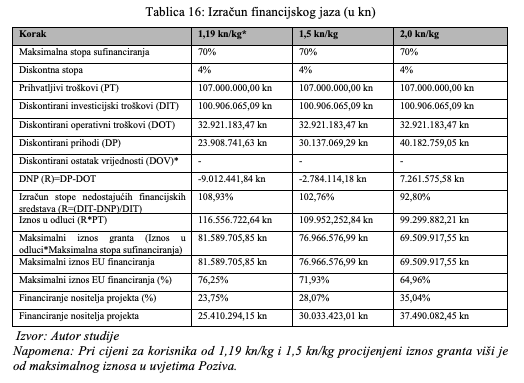 Tablica 16: Izračun financijskog jaza (u kn)
Korak 1,19 kn/kg* 1,5 kn/kg 2,0 kn/kg
Maksimalna stopa sufinanciranja 70% 70% 70%
Diskontna stopa 4% 4% 4%
Prihvatljivi troškovi (PT) 107.000.000,00 kn 107.000.000,00 kn 107.000.000,00 kn
Diskontirani investicijski troškovi (DIT) 100.906.065,09 kn 100.906.065,09 kn 100.906.065,09 kn
Diskontirani operativni troškovi (DOT) 32.921.183,47 kn 32.921.183,47 kn 32.921.183,47 kn
Diskontirani prihodi (DP) 23.908.741,63 kn 30.137.069,29 kn 40.182.759,05 kn
Diskontirani ostatak vrijednosti (DOV)* - - -
DNP (R)=DP-DOT -9.012.441,84 kn -2.784.114,18 kn 7.261.575,58 kn
Izračun stope nedostajućih financijskih 108,93% 102,76% 92,80%
sredstava (R=(DIT-DNP)/DIT)
Iznos u odluci (R*PT) 116.556.722,64 kn 109.952,252,84 kn 99.299.882,21 kn
Maksimalni iznos granta (Iznos u 81.589.705,85 kn 76.966.576,99 kn 69.509.917,55 kn
odluci*Maksimalna stopa sufinanciranja)
Maksimalni iznos EU financiranja 81.589.705,85 kn 76.966.576,99 kn 69.509.917,55 kn
Maksimalni iznos EU financiranja (%) 76,25% 71,93% 64,96%
Financiranje nositelja projekta (%) 23,75% 28,07% 35,04%
Financiranje nositelja projekta 25.410.294,15 kn 30.033.423,01 kn 37.490.082,45 kn
Izvor: Autor studije
Napomena: Pri cijeni za korisnika od 1,19 kn/kg i 1,5 kn/kg procijenjeni iznos granta viši je
od maksimalnog iznosa u uvjetima Poziva.